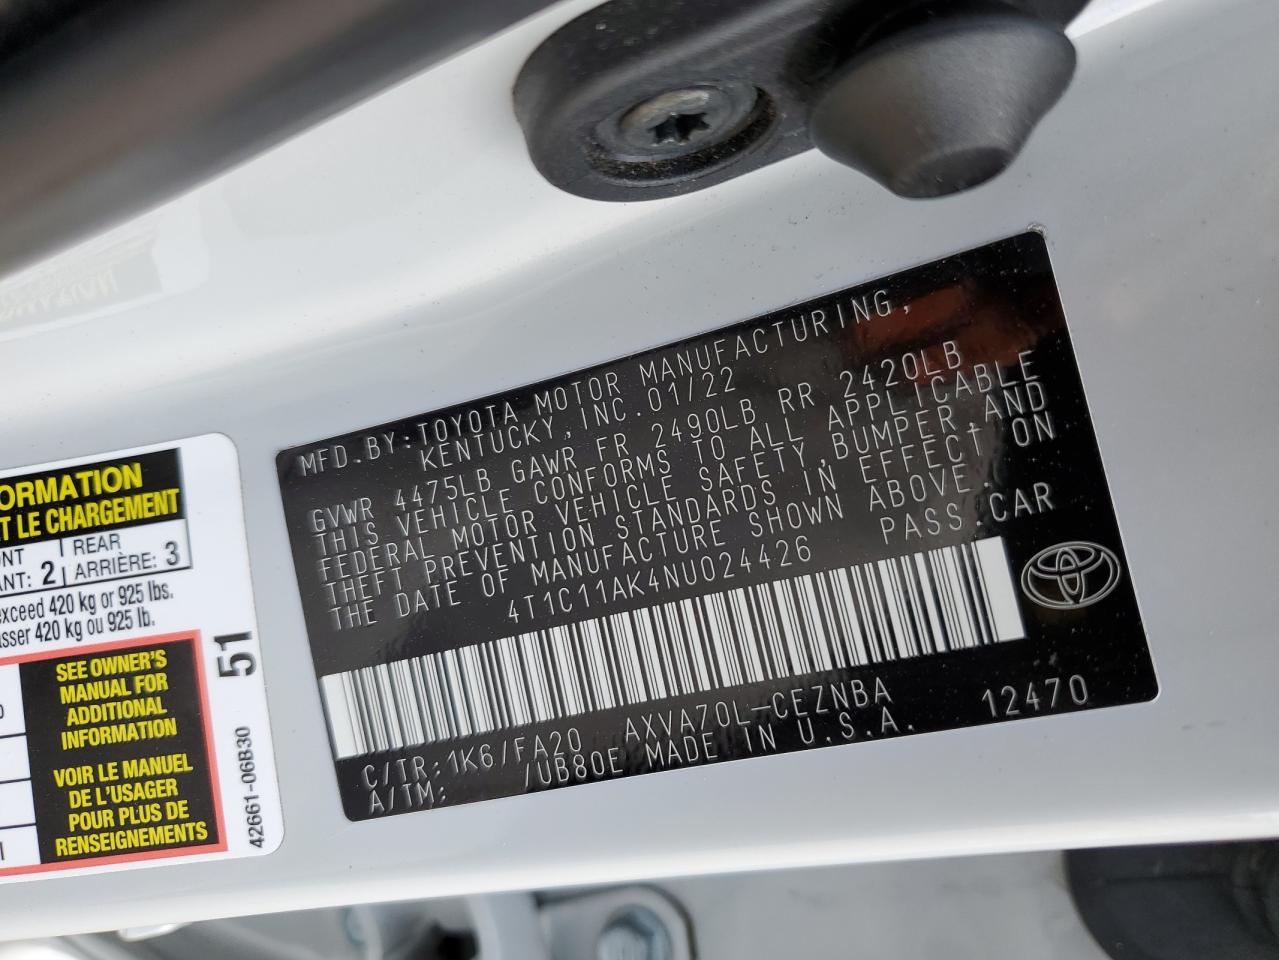 MFD. BY: TOYOTA MOTOR MANUFACTURING,
KENTUCKY, INC. 01/22
GVWR 4475LB GAWR FR 2490LB RR 2420LB
THIS VEHICLE CONFORMS TO ALL APPLICABLE
FEDERAL MOTOR VEHICLE SAFETY, BUMPER, AND
THEFT PREVENTION STANDARDS IN EFFECT ON
THE DATE OF MANUFACTURE SHOWN ABOVE.
4T1C11AK4NU024426 PASS. CAR
C/TR: 1K6/FA20 AXVA70L-CEZNBA 12470
A/TM: /UB80E MADE IN U.S.A.
ORMATION
T LE CHARGEMENT
ONT 2 REAR 3
ANT: ARRIÈRE:
exceed 420 kg or 925 lbs.
sser 420 kg ou 925 lb.
SEE OWNER'S
MANUAL FOR
ADDITIONAL
INFORMATION
VOIR LE MANUEL
DE L'USAGER
POUR PLUS DE
RENSEIGNEMENTS
51
42661-06B30